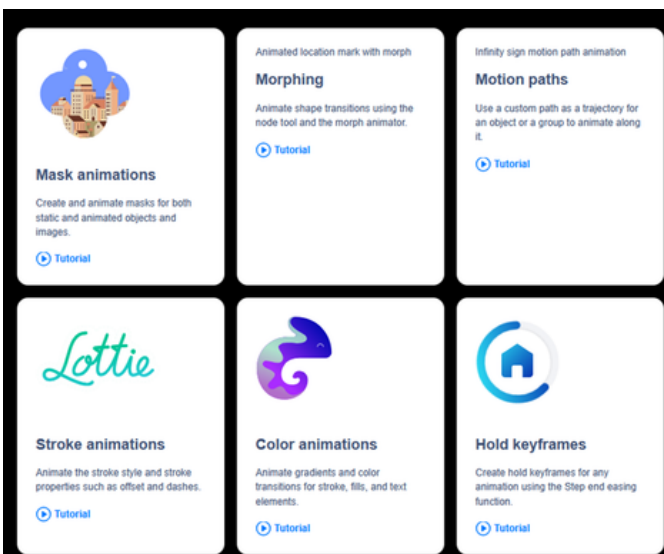 Mask animations
Create and animate masks for both
static and animated objects and
images.
Tutorial
Animated location mark with morph
Morphing
Animate shape transitions using the
node tool and the morph animator.
Tutorial
Infinity sign motion path animation
Motion paths
Use a custom path as a trajectory for
an object or a group to animate along
it.
Tutorial
Lottie
Stroke animations
Animate the stroke style and stroke
properties such as offset and dashes.
Tutorial
Color animations
Animate gradients and color
transitions for stroke, fills, and text
elements.
Tutorial
Hold keyframes
Create hold keyframes for any
animation using the Step end easing
function.
Tutorial